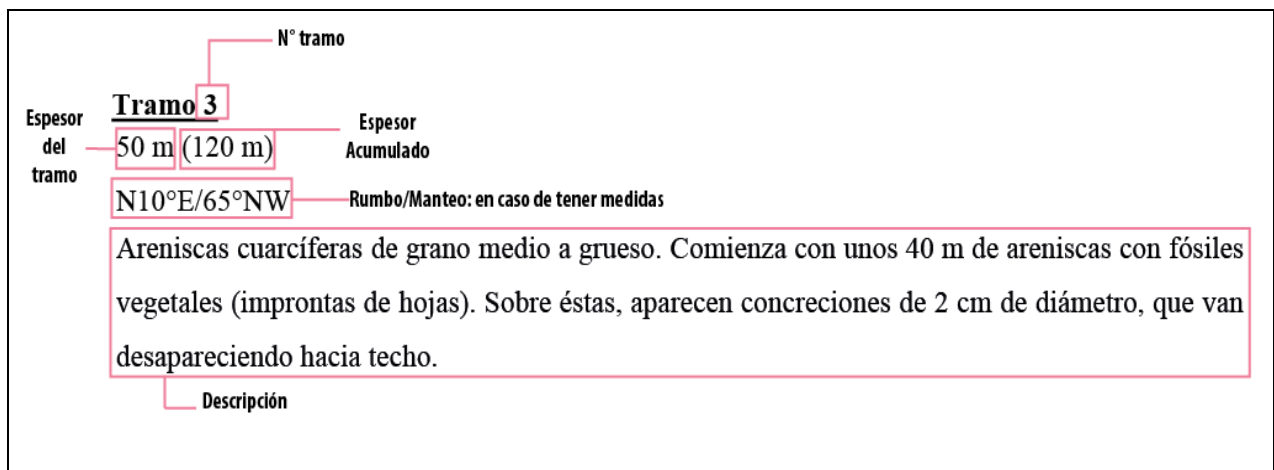 N° tramo
Tramo 3
Espesor
del
tramo
50 m (120 m)
Espesor
Acumulado
N10°E/65°NW
Rumbo/Manteo: en caso de tener medidas
Areniscas cuarcíferas de grano medio a grueso. Comienza con unos 40 m de areniscas con fósiles
vegetales (improntas de hojas). Sobre éstas, aparecen concreciones de 2 cm de diámetro, que van
desapareciendo hacia techo.
Descripción